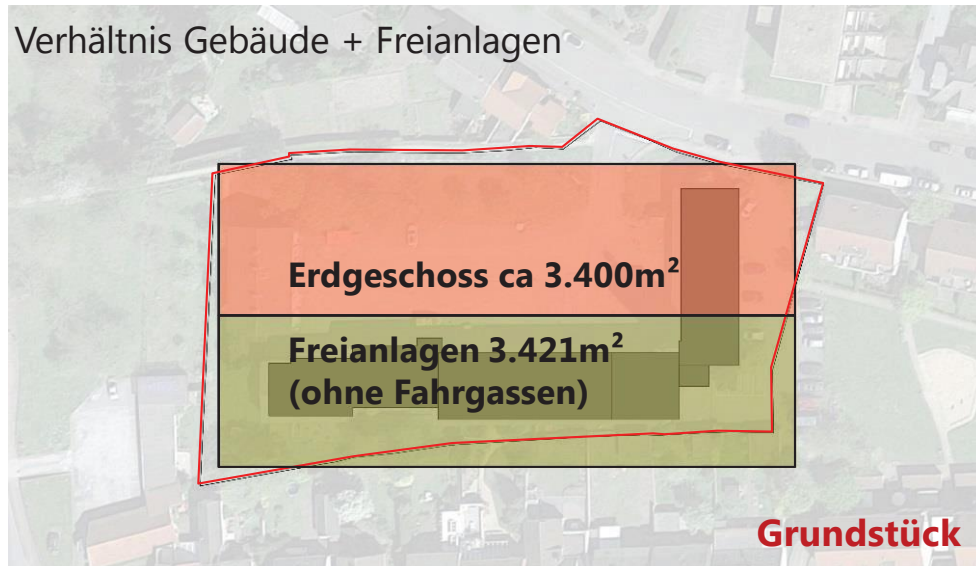 Verhältnis Gebäude + Freianlagen
Erdgeschoss ca 3.400m²
Freianlagen 3.421m²
(ohne Fahrgassen)
Grundstück